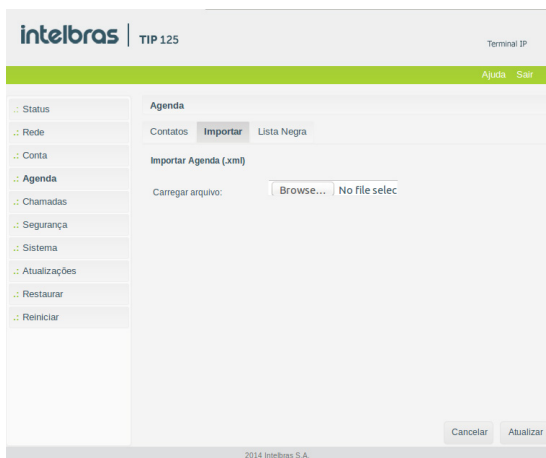 intelbras | TIP 125
Terminal IP
Ajuda Sair
.: Status
.: Rede
.: Conta
.: Agenda
.: Chamadas
.: Segurança
.: Sistema
.: Atualizações
.: Restaurar
.: Reiniciar
Agenda
Contatos Importar Lista Negra
Importar Agenda (.xml)
Carregar arquivo: Browse... No file selec
Cancelar Atualizar
2014 Intelbras S.A.